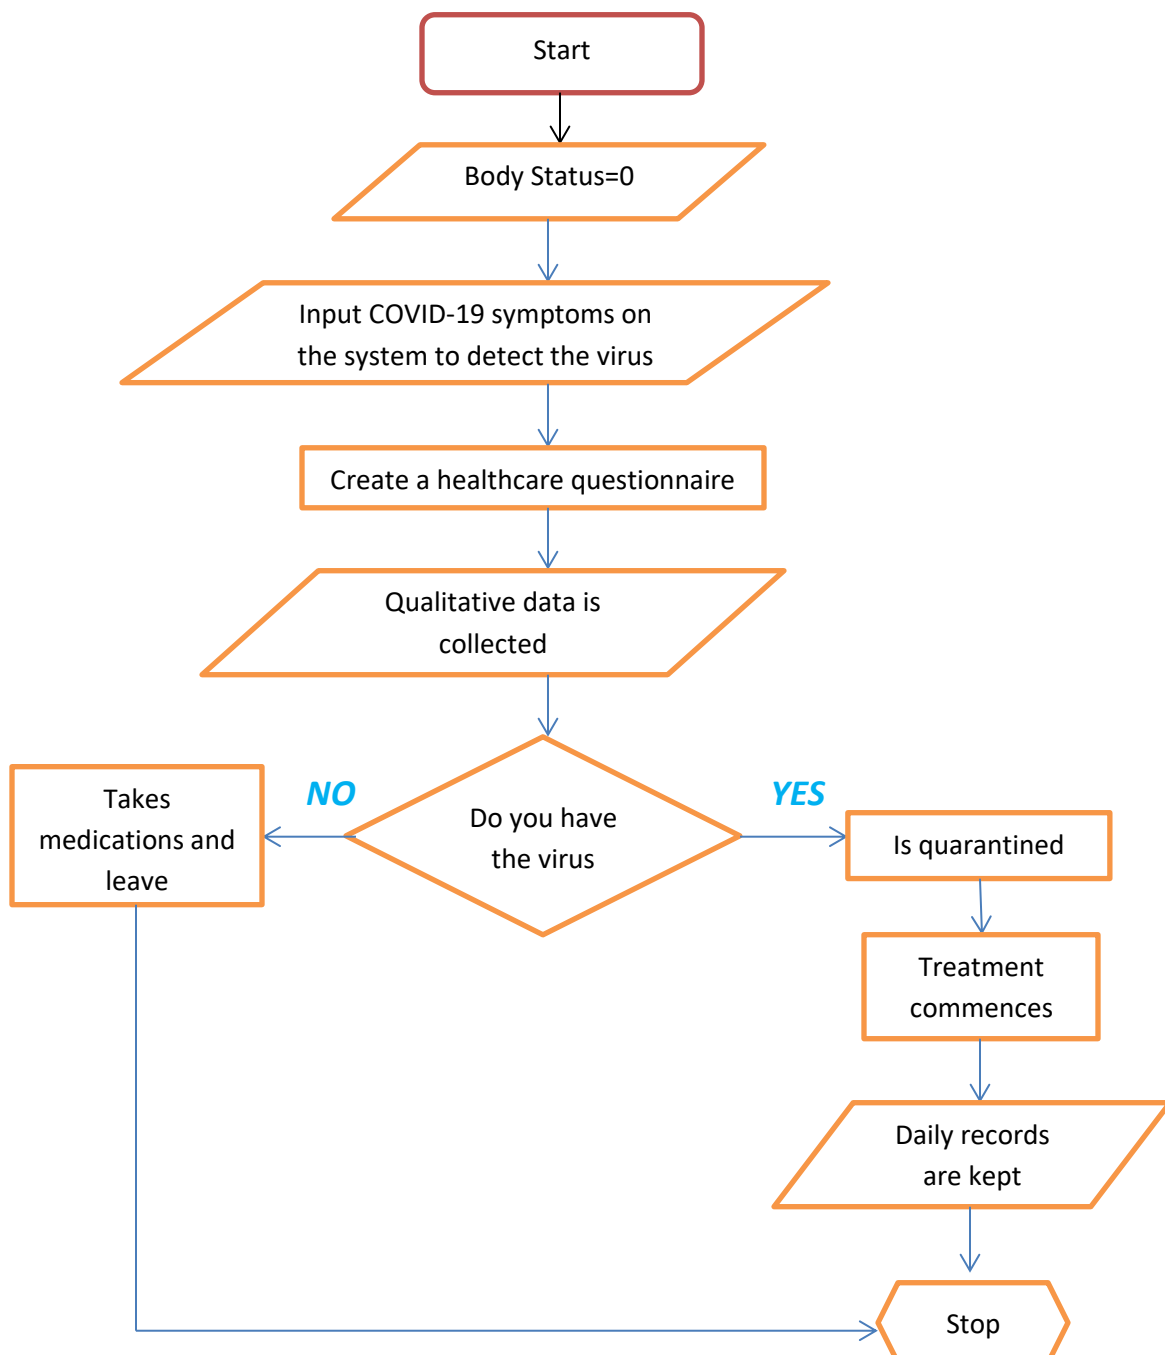 Start
Body Status=0
Input COVID-19 symptoms on
the system to detect the virus
Create a healthcare questionnaire
Qualitative data is
collected
NO
YES
Takes
medications and
leave
Do you have
the virus
Is quarantined
Treatment
commences
Daily records
are kept
Stop